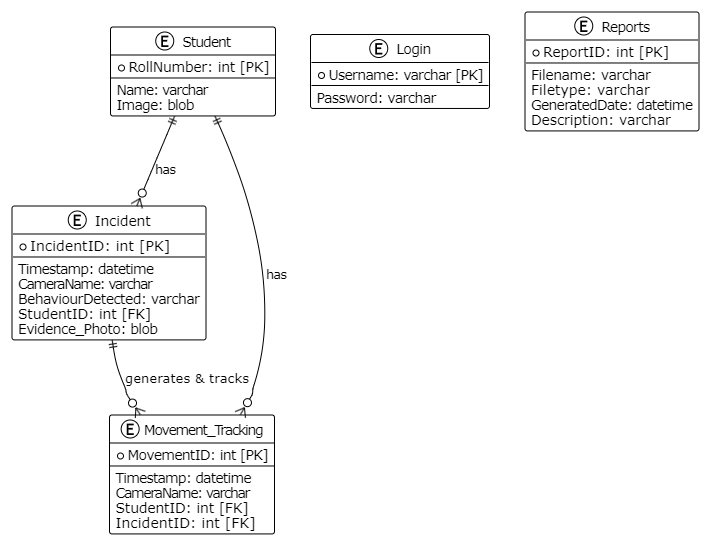 E Student
RollNumber: int [PK]
Name: varchar
Image: blob
E Login
Username: varchar [PK]
Password: varchar
E Reports
ReportID: int [PK]
Filename: varchar
Filetype: varchar
GeneratedDate: datetime
Description: varchar
has
E Incident
IncidentID: int [PK]
Timestamp: datetime
CameraName: varchar
BehaviourDetected: varchar
StudentID: int [FK]
Evidence_Photo: blob
has
generates & tracks
E Movement_Tracking
MovementID: int [PK]
Timestamp: datetime
CameraName: varchar
StudentID: int [FK]
IncidentID: int [FK]